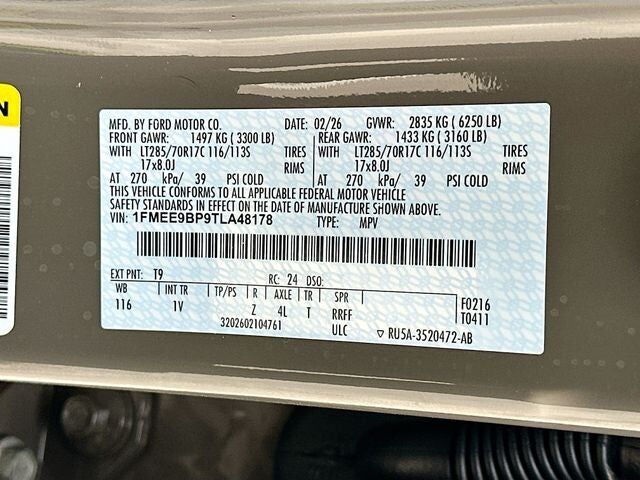 N
MFD. BY FORD MOTOR CO. DATE: 02/26 GVWR: 2835 KG ( 6250 LB)
FRONT GAWR: 1497 KG ( 3300 LB) REAR GAWR: 1433 KG ( 3160 LB)
WITH LT285/70R17C 116/113S TIRES WITH LT285/70R17C 116/113S TIRES
17x8.0J RIMS 17x8.0J RIMS
AT 270 kPa/ 39 PSI COLD AT 270 kPa/ 39 PSI COLD
THIS VEHICLE CONFORMS TO ALL APPLICABLE FEDERAL MOTOR VEHICLE
SAFETY STANDARDS IN EFFECT ON THE DATE OF MANUFACTURE SHOWN ABOVE.
VIN: 1FMEE9BP9TLA48178 TYPE: MPV
EXT PNT: T9 RC: 24 DSO:
WB INT TR TP/PS R AXLE TR SPR F0216
116 1V Z 4L T RRFF T0411
3202602104761 ULC RU5A-3520472-AB